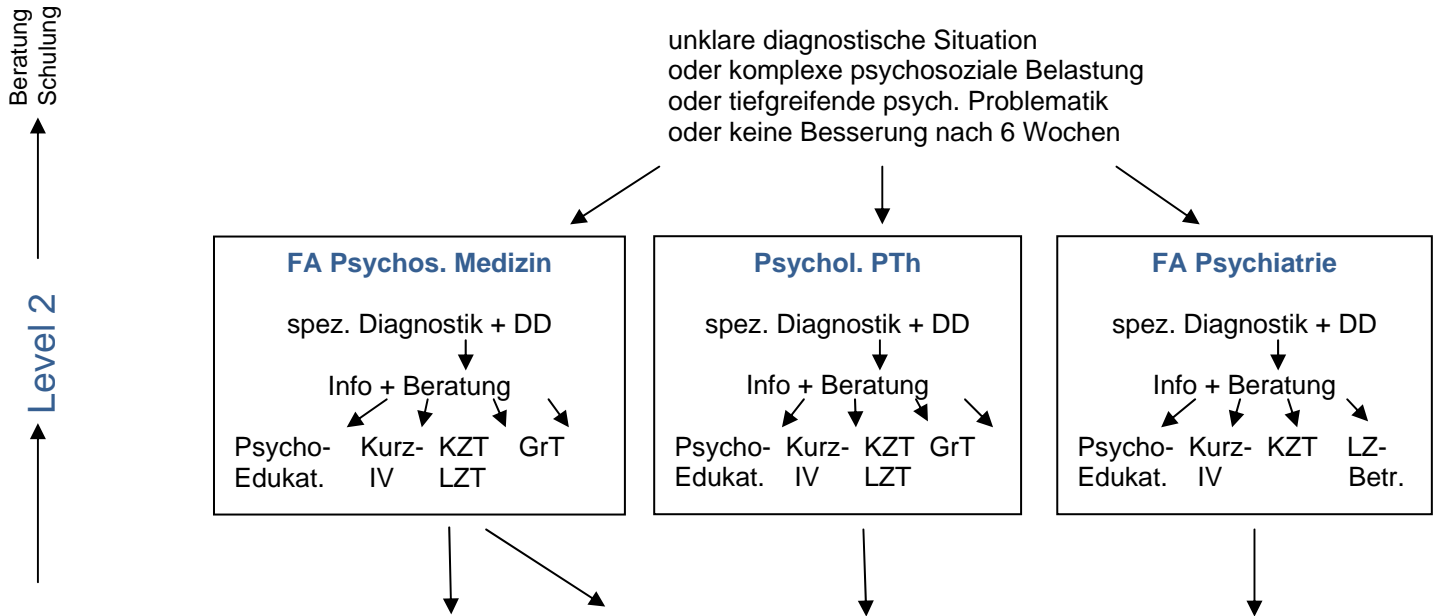 Beratung
Schulung
Level 2
unklare diagnostische Situation
oder komplexe psychosoziale Belastung
oder tiefgreifende psych. Problematik
oder keine Besserung nach 6 Wochen
FA Psychos. Medizin
spez. Diagnostik + DD
Info + Beratung
Psycho- Kurz- KZT GrT
Edukat. IV LZT
Psychol. PTh
spez. Diagnostik + DD
Info + Beratung
Psycho- Kurz- KZT GrT
Edukat. IV LZT
FA Psychiatrie
spez. Diagnostik + DD
Info + Beratung
Psycho- Kurz- KZT LZ-
Edukat. IV Betr.